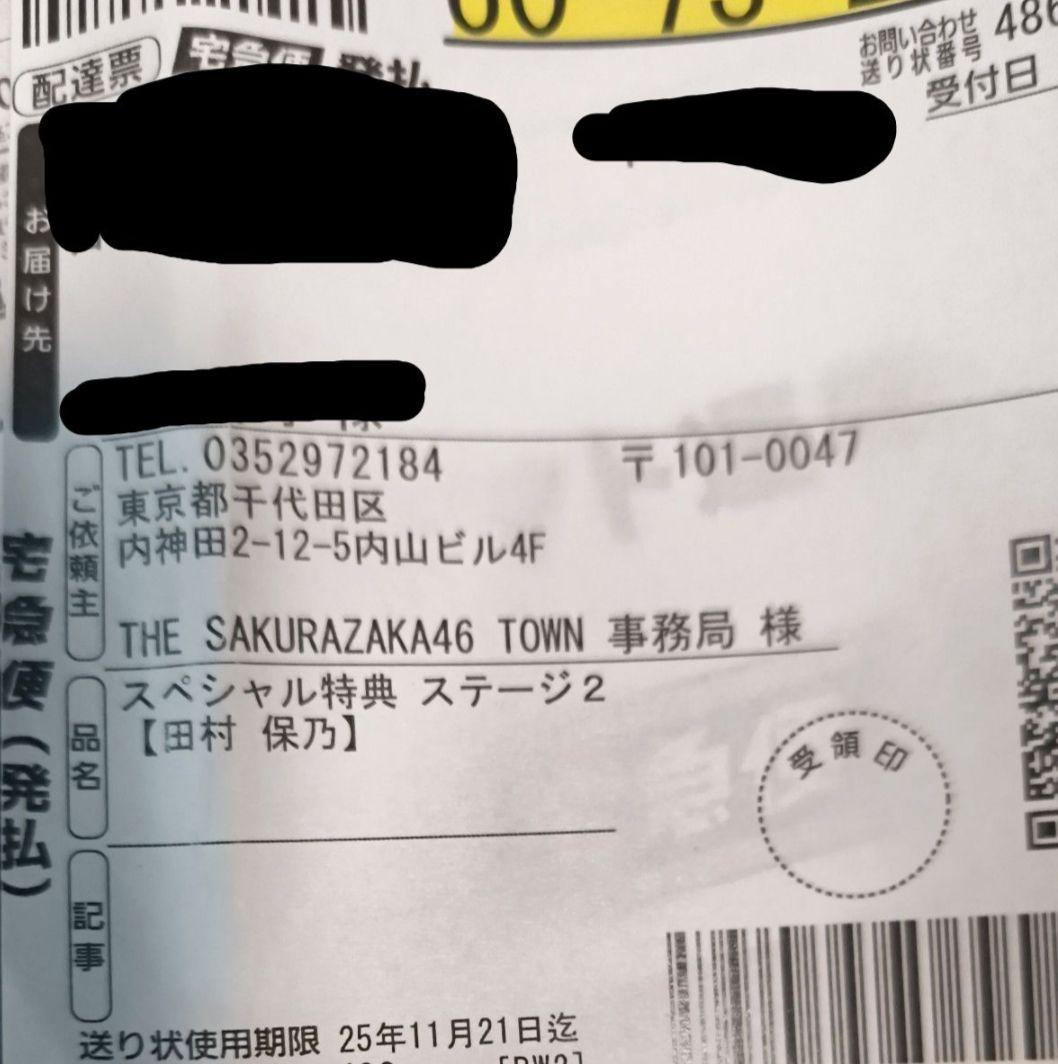 配達票
宅急便 発払
お問い合わせ
送り状番号 486
受付日
お届け先
様
ご依頼主
TEL. 0352972184 〒101-0047
東京都千代田区
内神田2-12-5内山ビル4F
THE SAKURAZAKA46 TOWN 事務局 様
品名
スペシャル特典 ステージ2
【田村 保乃】
受領印
記事
宅急便(発払)
送り状使用期限 25年11月21日迄